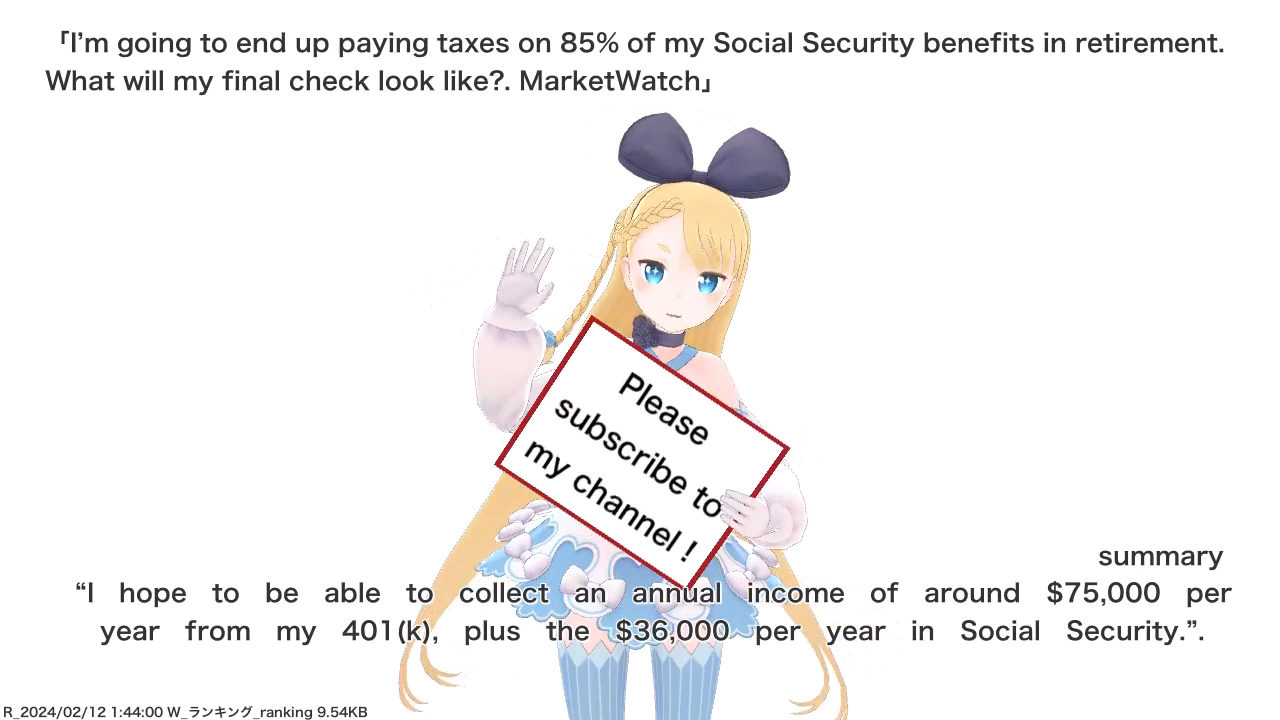 「I’m going to end up paying taxes on 85% of my Social Security benefits in retirement.
What will my final check look like?. MarketWatch」
Please
subscribe to
my channel !
summary
“I hope to be able to collect an annual income of around $75,000 per
year from my 401(k), plus the $36,000 per year in Social Security.”.
R_2024/02/12 1:44:00 W_ランキング_ranking 9.54KB